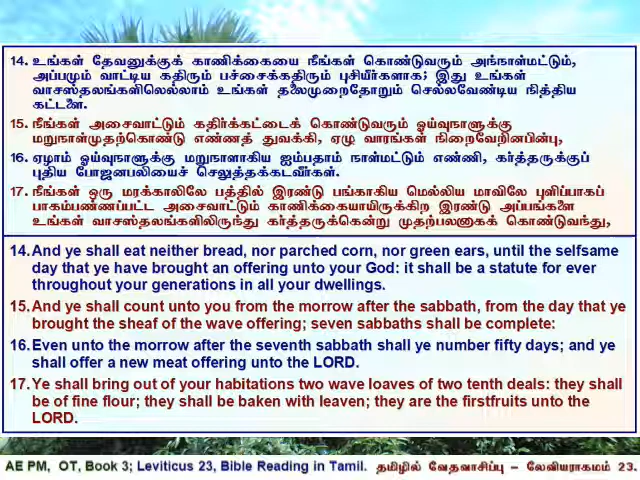 14. உங்கள் தேவனுக்குக் காணிக்கையை நீங்கள் கொண்டுவரும் அந்நாள்மட்டும்,
அப்பமும் வாட்டிய கதிரும் பச்சைக்கதிரும் புசியீர்களாக; இது உங்கள்
வாசஸ்தலங்களிலெல்லாம் உங்கள் தலைமுறைதோறும் செல்லவேண்டிய நித்திய
கட்டளை.
15. நீங்கள் அசைவாட்டும் கதிர்க்கட்டைக் கொண்டுவரும் ஓய்வுநாளுக்கு
மறுநாள்முதற்கொண்டு எண்ணத் துவக்கி, ஏழு வாரங்கள் நிறைவேறினபின்பு,
16. ஏழாம் ஓய்வுநாளுக்கு மறுநாளாகிய ஐம்பதாம் நாள்மட்டும் எண்ணி, கர்த்தருக்குப்
புதிய போஜனபலியைச் செலுத்தக்கடவீர்கள்.
17. நீங்கள் ஒரு மரக்காலிலே பத்தில் இரண்டு பங்காகிய மெல்லிய மாவிலே புளிப்பாகப்
பாகம்பண்ணப்பட்ட அசைவாட்டும் காணிக்கையாயிருக்கிற இரண்டு அப்பங்களை
உங்கள் வாசஸ்தலங்களிலிருந்து கர்த்தருக்கென்று முதற்பலனாகக் கொண்டுவந்து,
14. And ye shall eat neither bread, nor parched corn, nor green ears, until the selfsame
day that ye have brought an offering unto your God: it shall be a statute for ever
throughout your generations in all your dwellings.
15. And ye shall count unto you from the morrow after the sabbath, from the day that ye
brought the sheaf of the wave offering; seven sabbaths shall be complete:
16. Even unto the morrow after the seventh sabbath shall ye number fifty days; and ye
shall offer a new meat offering unto the LORD.
17. Ye shall bring out of your habitations two wave loaves of two tenth deals: they shall
be of fine flour; they shall be baken with leaven; they are the firstfruits unto the
LORD.
AE PM, OT, Book 3; Leviticus 23, Bible Reading in Tamil. தமிழில் வேதவாசிப்பு – லேவியராகமம் 23.